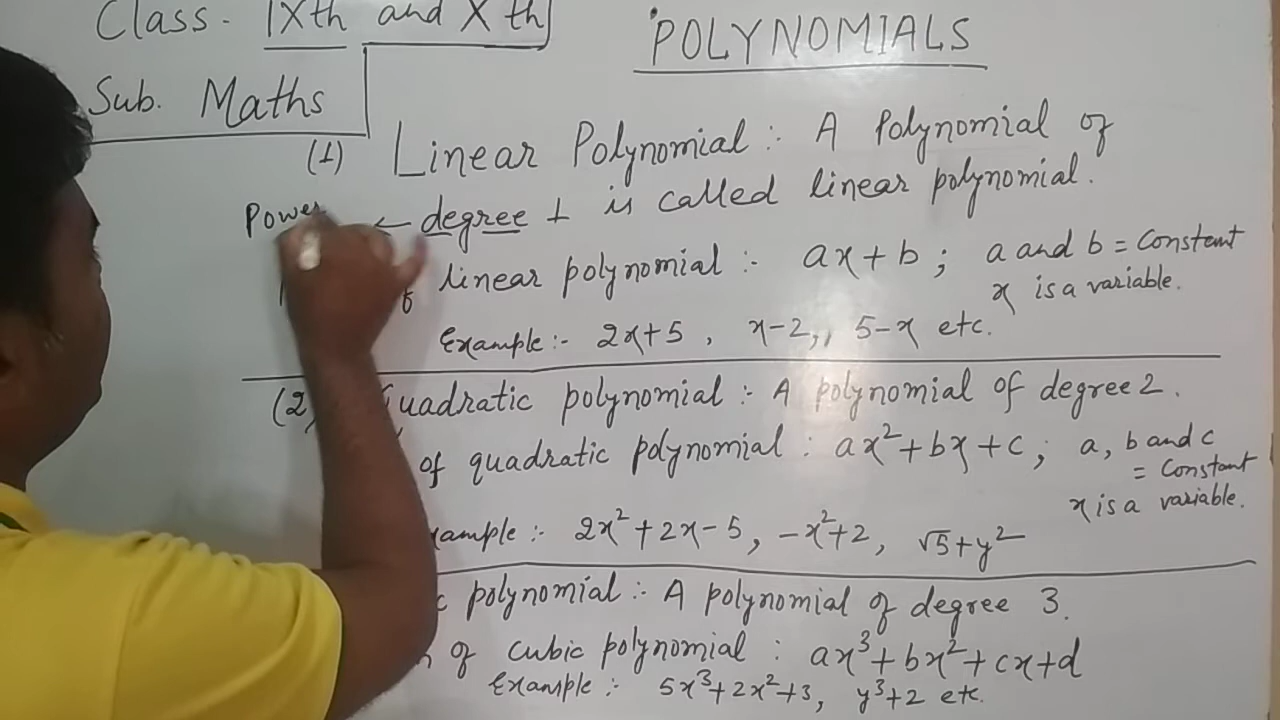 Class. IXth and Xth
Sub. Maths
POLYNOMIALS
(1) Linear Polynomial :- A Polynomial of
Power ← degree 1 is called linear polynomial.
of linear polynomial :- ax+b ; a and b = Constant
x is a variable.
Example :- 2x+5 , x-2,, 5-x etc.
(2) Quadratic polynomial :- A polynomial of degree 2.
of quadratic polynomial : ax²+bx+c ; a, b and c
= Constant
x is a variable.
ample :- 2x²+2x-5, -x²+2, √5+y²
c polynomial :- A polynomial of degree 3.
of cubic polynomial : ax³+bx²+cx+d
Example :- 5x³+2x²+3, y³+2 etc.